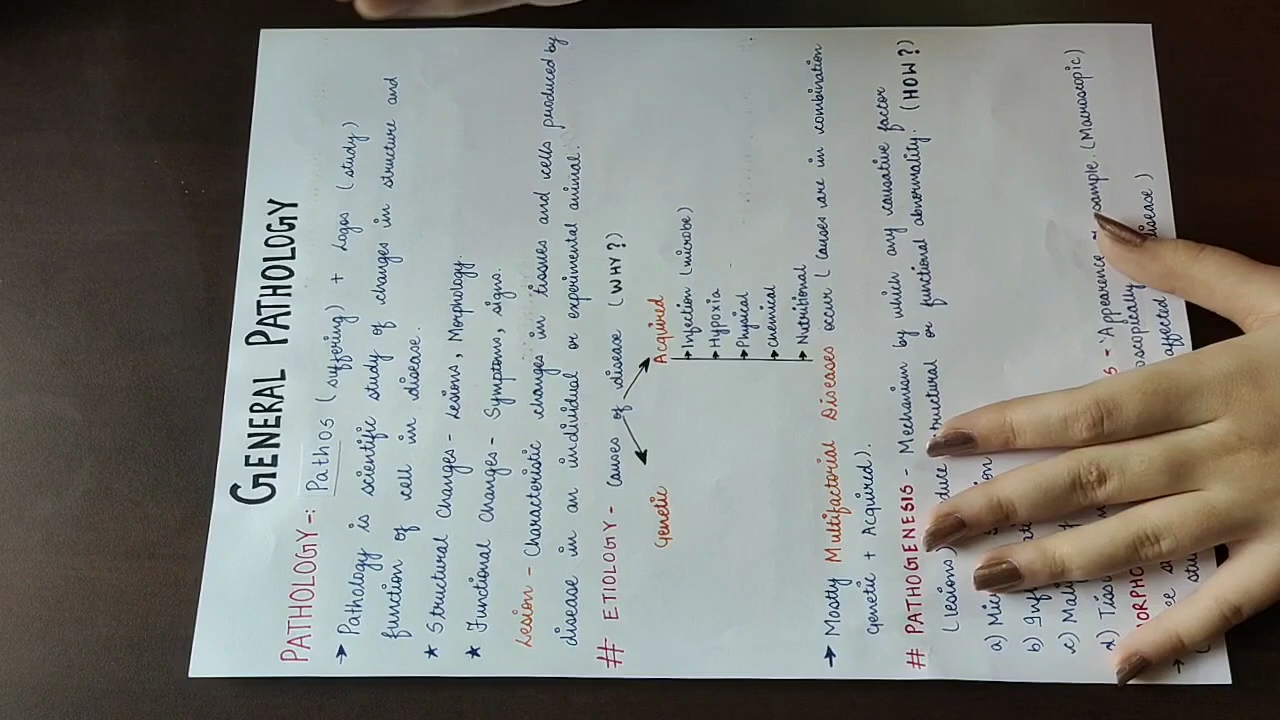 GENERAL PATHOLOGY
PATHOLOGY-: Pathos (suffering) + Logos (study)
→ Pathology is scientific study of changes in structure and
function of cell in disease.
★ Structural Changes - Lesions, Morphology.
★ Functional Changes - Symptoms, signs.
Lesion - Characteristic changes in tissues and cells produced by
disease in an individual or experimental animal.
# ETIOLOGY - Causes of disease (WHY?)
Genetic Acquired
→ Infection (microbe)
→ Hypoxia
→ Physical
→ Chemical
→ Nutritional
→ Mostly Multifactorial Diseases occur (Causes are in combination
Genetic + Acquired).
# PATHOGENESIS - Mechanism by which any causative factor
(lesions) structural or functional abnormality. (HOW?)
a)
b)
c)
d)
- Appearence sample. (Macroscopic)
affected disease)